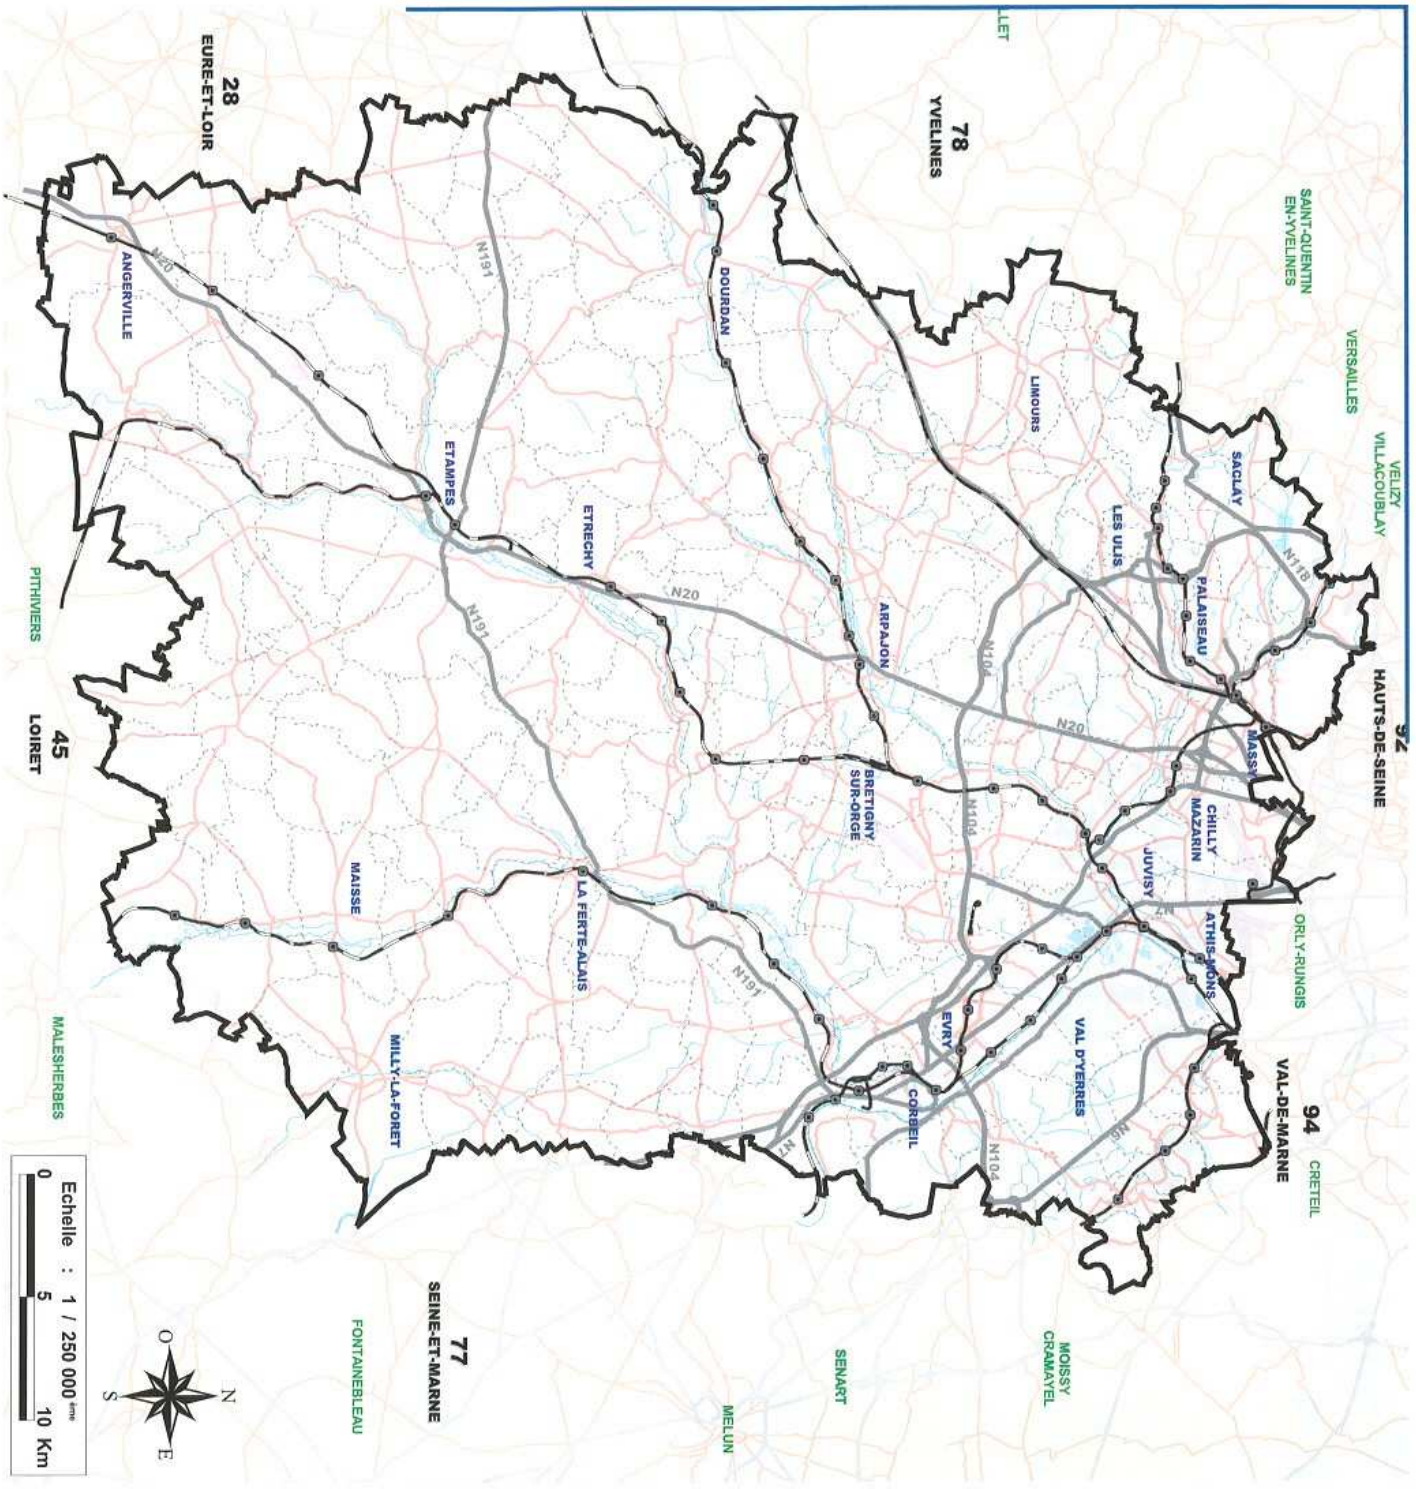 92
HAUTS-DE-SEINE
VELIZY
VILLACOUBLAY
VERSAILLES
SAINT-QUENTIN
EN-YVELINES
ORLY-RUNGIS
94
VAL-DE-MARNE
CRETEIL
SACLAY
N118
PALAISEAU
MASSY
CHILLY
MAZARIN
ATHIS-MONS
JUVISY
N7
LES ULIS
N20
VAL D'YERRES
N6
LLET
78
YVELINES
LIMOURS
N104
N104
EVRY
N104
MOISSY
CRAMAYEL
ARPAJON
BRETIGNY
SUR-ORGE
CORBEIL
SENART
DOURDAN
N20
N191
N7
MELUN
ETRECHY
LA FERTE-ALAIS
N191
ETAMPES
N191
77
SEINE-ET-MARNE
MILLY-LA-FORET
MAISSE
FONTAINEBLEAU
28
EURE-ET-LOIR
N20
ANGERVILLE
PITHIVIERS
45
LOIRET
MALESHERBES
N
O
E
S
Echelle : 1 / 250 000 ème
0 5 10 Km